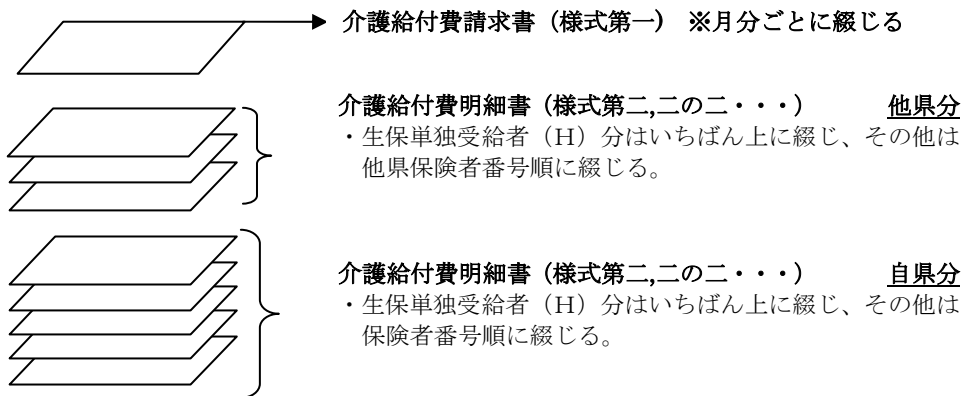 介護給付費請求書（様式第一） ※月分ごとに綴じる
介護給付費明細書（様式第二,二の二・・・） 他県分
・生保単独受給者（H）分はいちばん上に綴じ、その他は
他県保険者番号順に綴じる。
介護給付費明細書（様式第二,二の二・・・） 自県分
・生保単独受給者（H）分はいちばん上に綴じ、その他は
保険者番号順に綴じる。